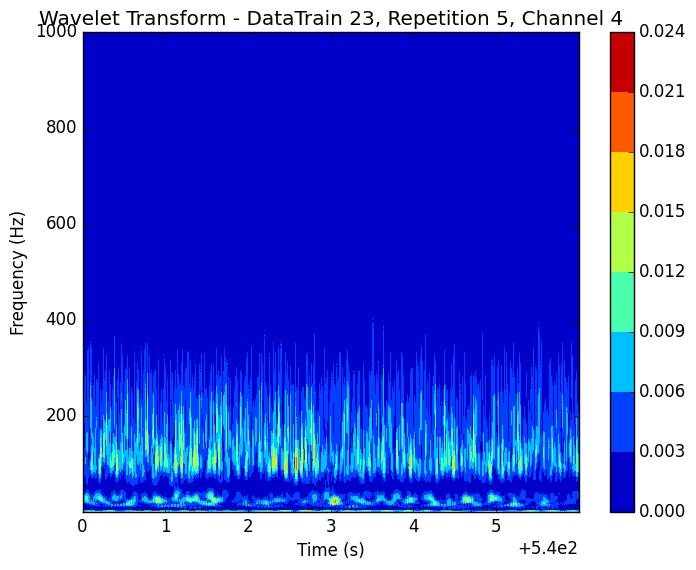 Wavelet Transform - DataTrain 23, Repetition 5, Channel 4
1000
800
600
400
200
Frequency (Hz)
0 1 2 3 4 5
+5.4e2
Time (s)
0.024
0.021
0.018
0.015
0.012
0.009
0.006
0.003
0.000